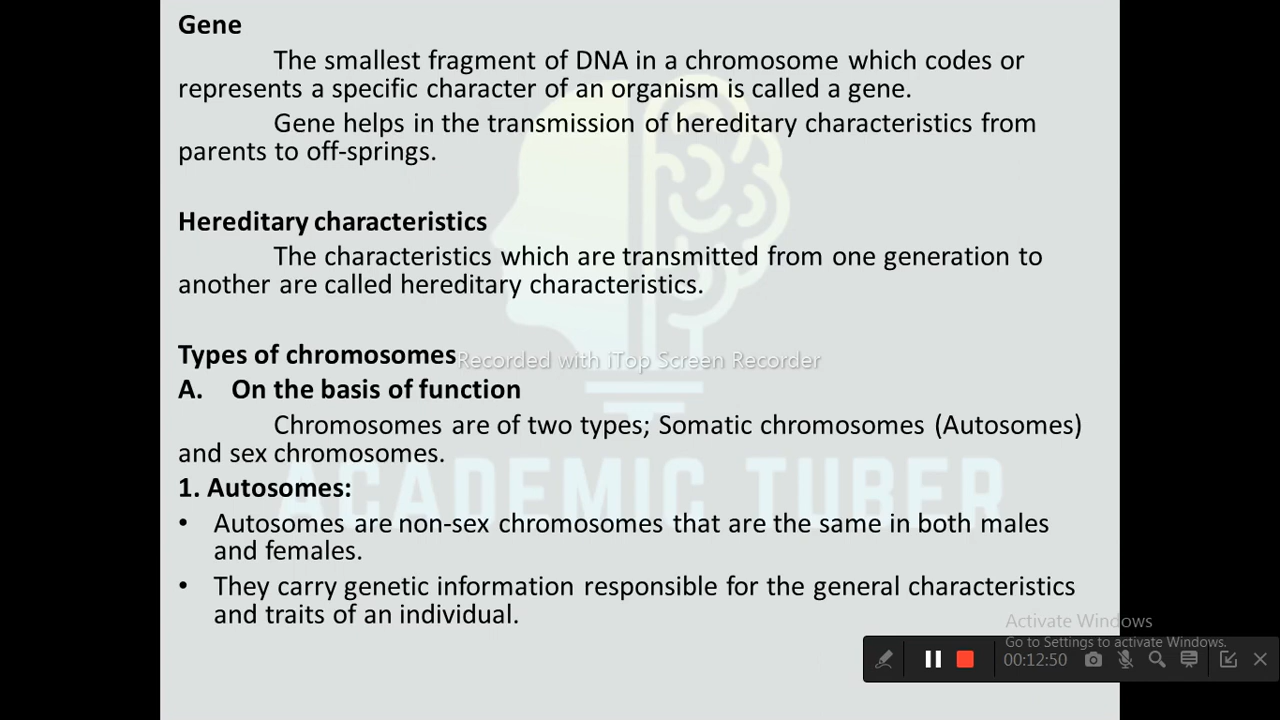 Gene
The smallest fragment of DNA in a chromosome which codes or
represents a specific character of an organism is called a gene.
Gene helps in the transmission of hereditary characteristics from
parents to off-springs.
Hereditary characteristics
The characteristics which are transmitted from one generation to
another are called hereditary characteristics.
Types of chromosomes
Recorded with iTop Screen Recorder
A. On the basis of function
Chromosomes are of two types; Somatic chromosomes (Autosomes)
and sex chromosomes.
ACADEMIC TUBER
1. Autosomes:
• Autosomes are non-sex chromosomes that are the same in both males
and females.
• They carry genetic information responsible for the general characteristics
and traits of an individual.
Activate Windows
Go to Settings to activate Windows.
00:12:50